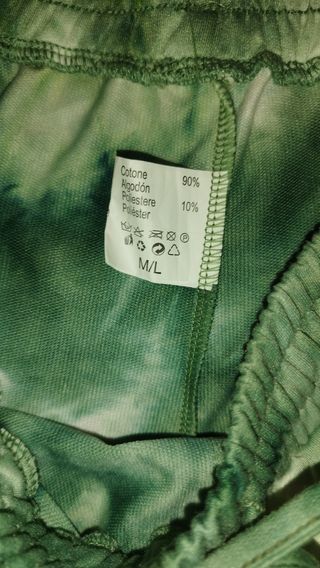 Cotone 90%
Algodón
Poliestere 10%
Poliéster
M/L